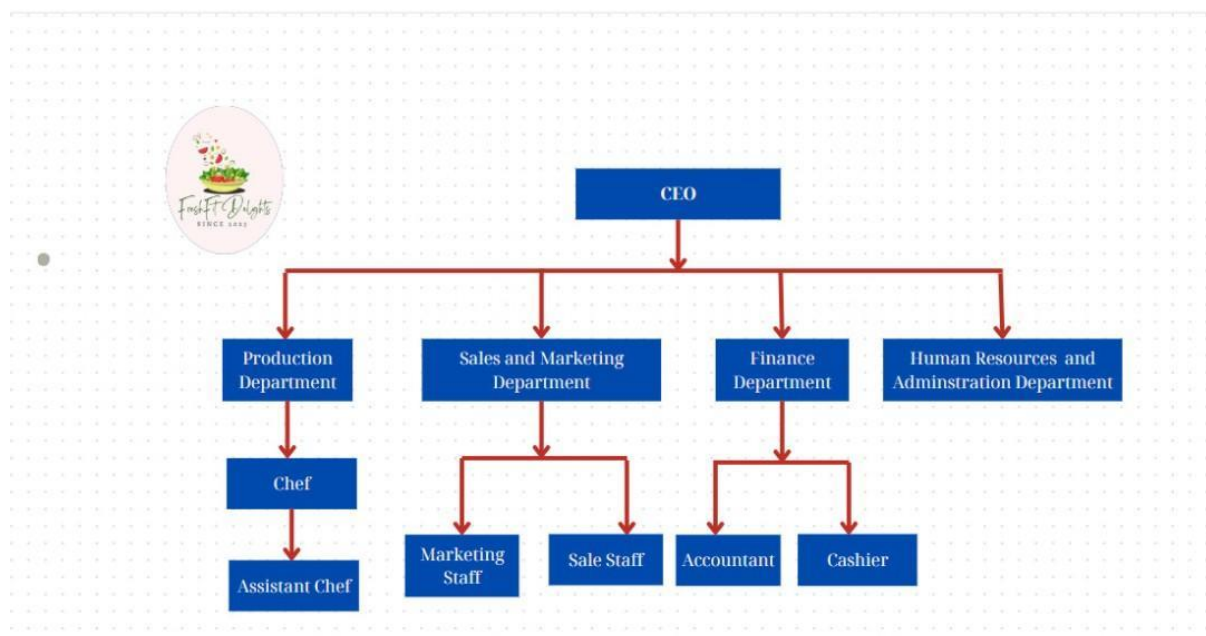 FreshFit Delights
SINCE 2023
CEO
Production
Department
Sales and Marketing
Department
Finance
Department
Human Resources and
Adminstration Department
Chef
Marketing
Staff
Sale Staff
Accountant
Cashier
Assistant Chef